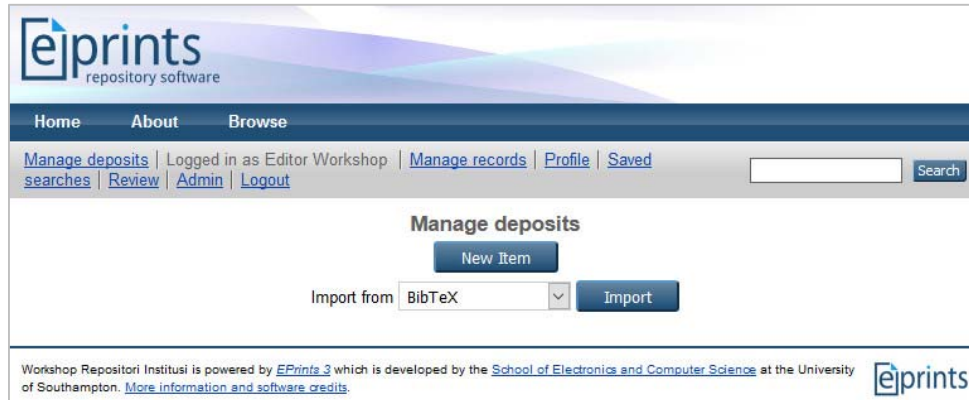 eprints
repository software
Home About Browse
Manage deposits | Logged in as Editor Workshop | Manage records | Profile | Saved
searches | Review | Admin | Logout
Search
Manage deposits
New Item
Import from BibTeX Import
Workshop Repositori Institusi is powered by EPrints 3 which is developed by the School of Electronics and Computer Science at the University
of Southampton. More information and software credits.
eprints